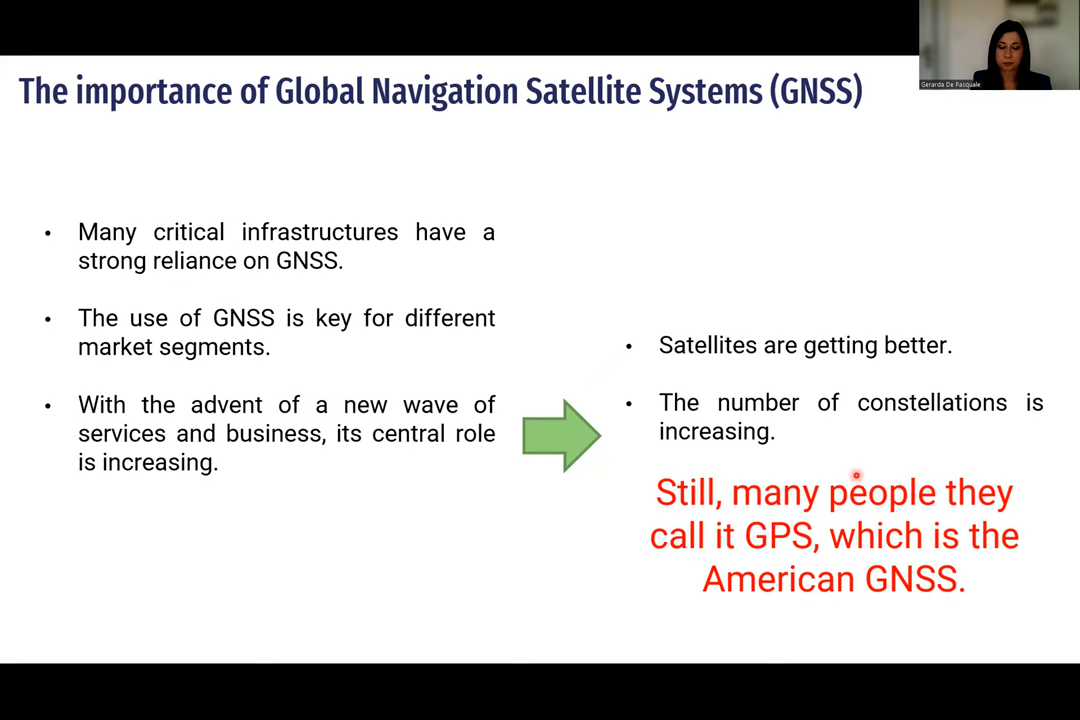 The importance of Global Navigation Satellite Systems (GNSS)
Gerarda De Pasquale
• Many critical infrastructures have a
strong reliance on GNSS.
• The use of GNSS is key for different
market segments.
• With the advent of a new wave of
services and business, its central role
is increasing.
• Satellites are getting better.
• The number of constellations is
increasing.
Still, many people they
call it GPS, which is the
American GNSS.